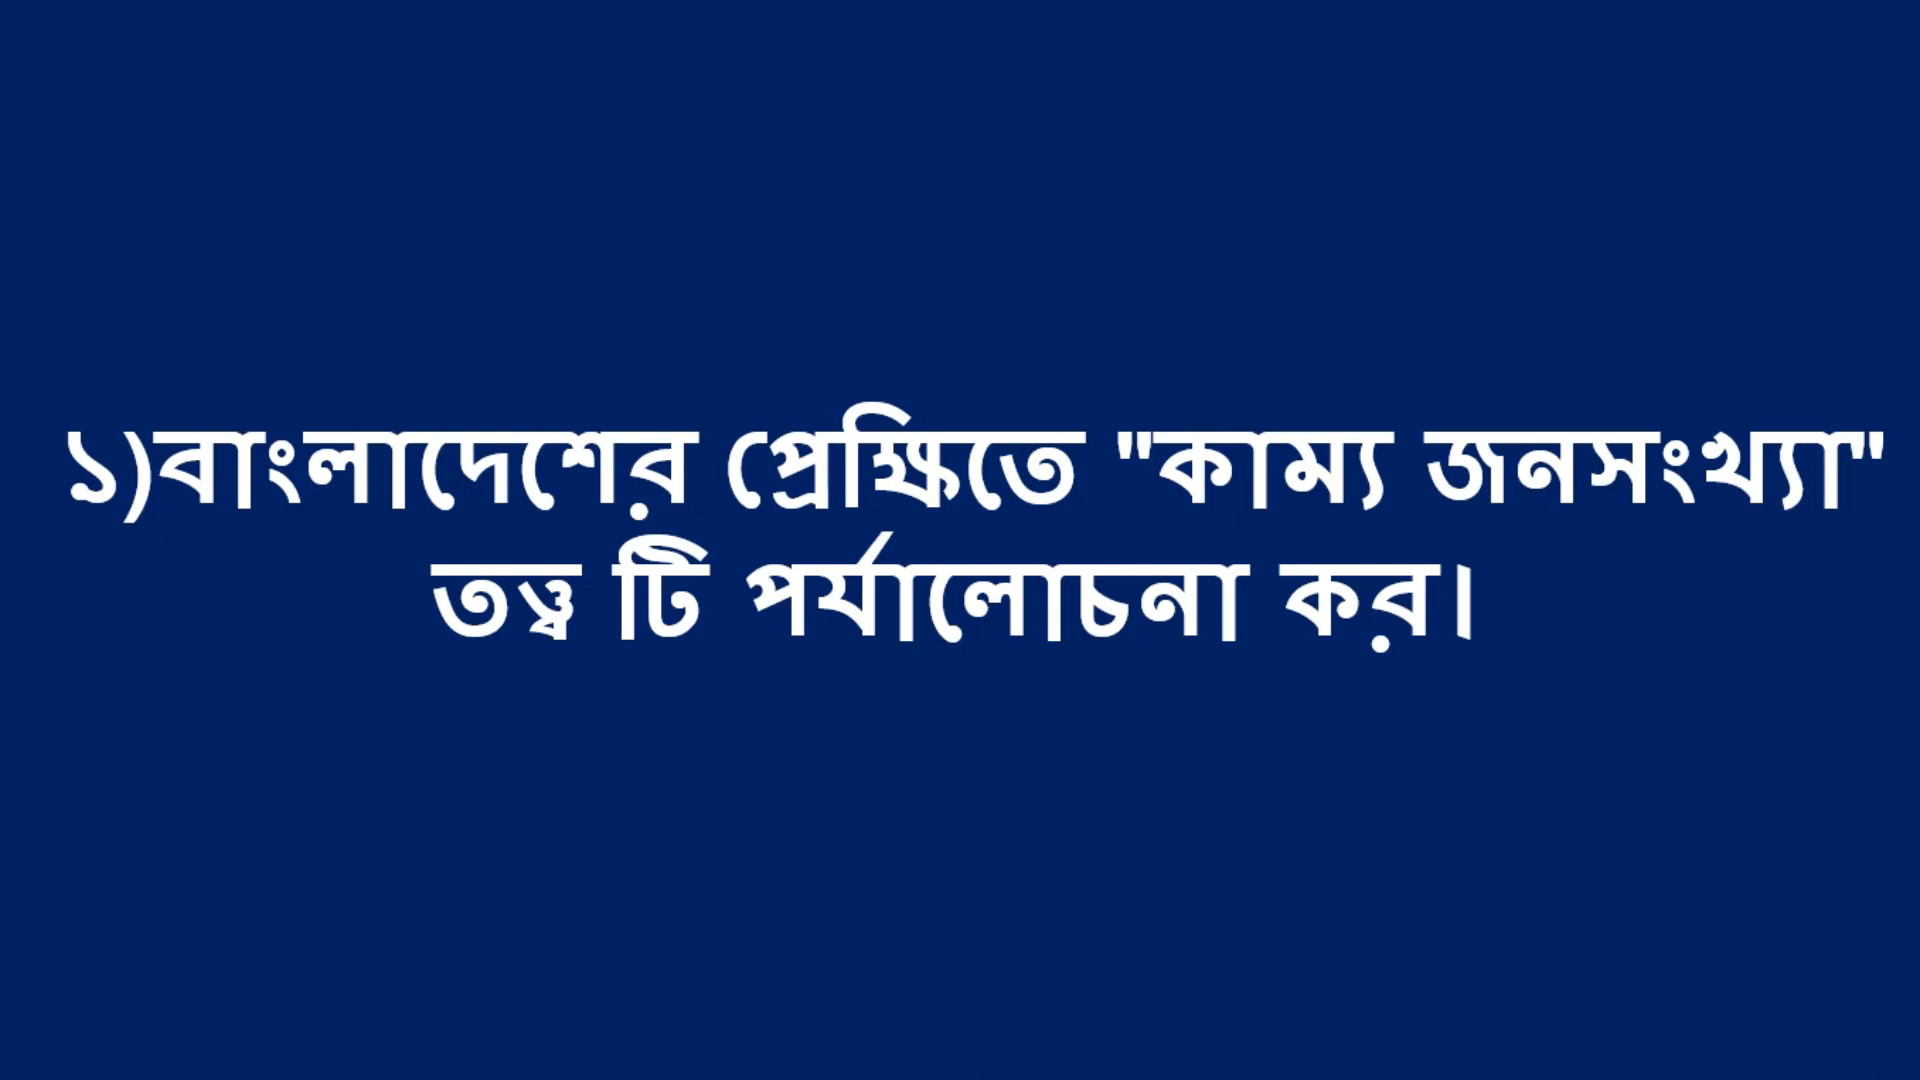 ১)বাংলাদেশের প্রেক্ষিতে "কাম্য জনসংখ্যা"
তত্ত্ব টি পর্যালোচনা কর।